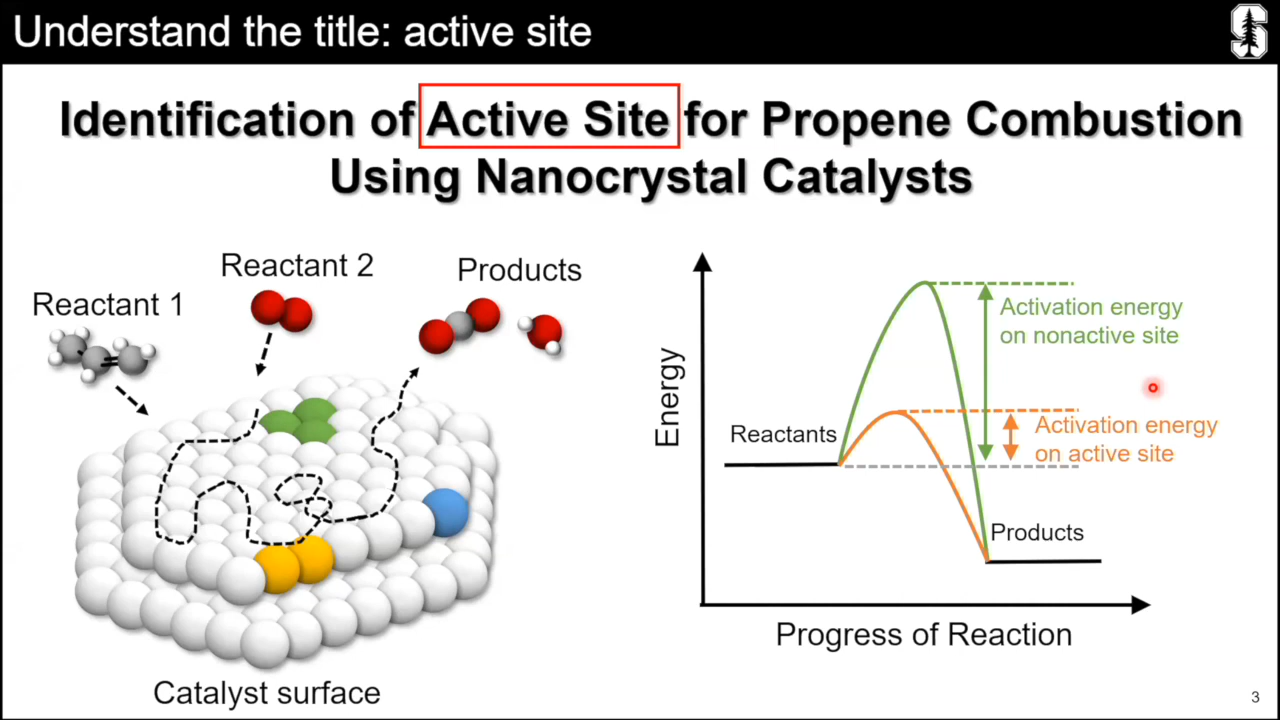 Understand the title: active site
Identification of Active Site for Propene Combustion
Using Nanocrystal Catalysts
Reactant 1
Reactant 2
Products
Catalyst surface
Energy
Reactants
Activation energy
on nonactive site
Activation energy
on active site
Products
Progress of Reaction
3
S